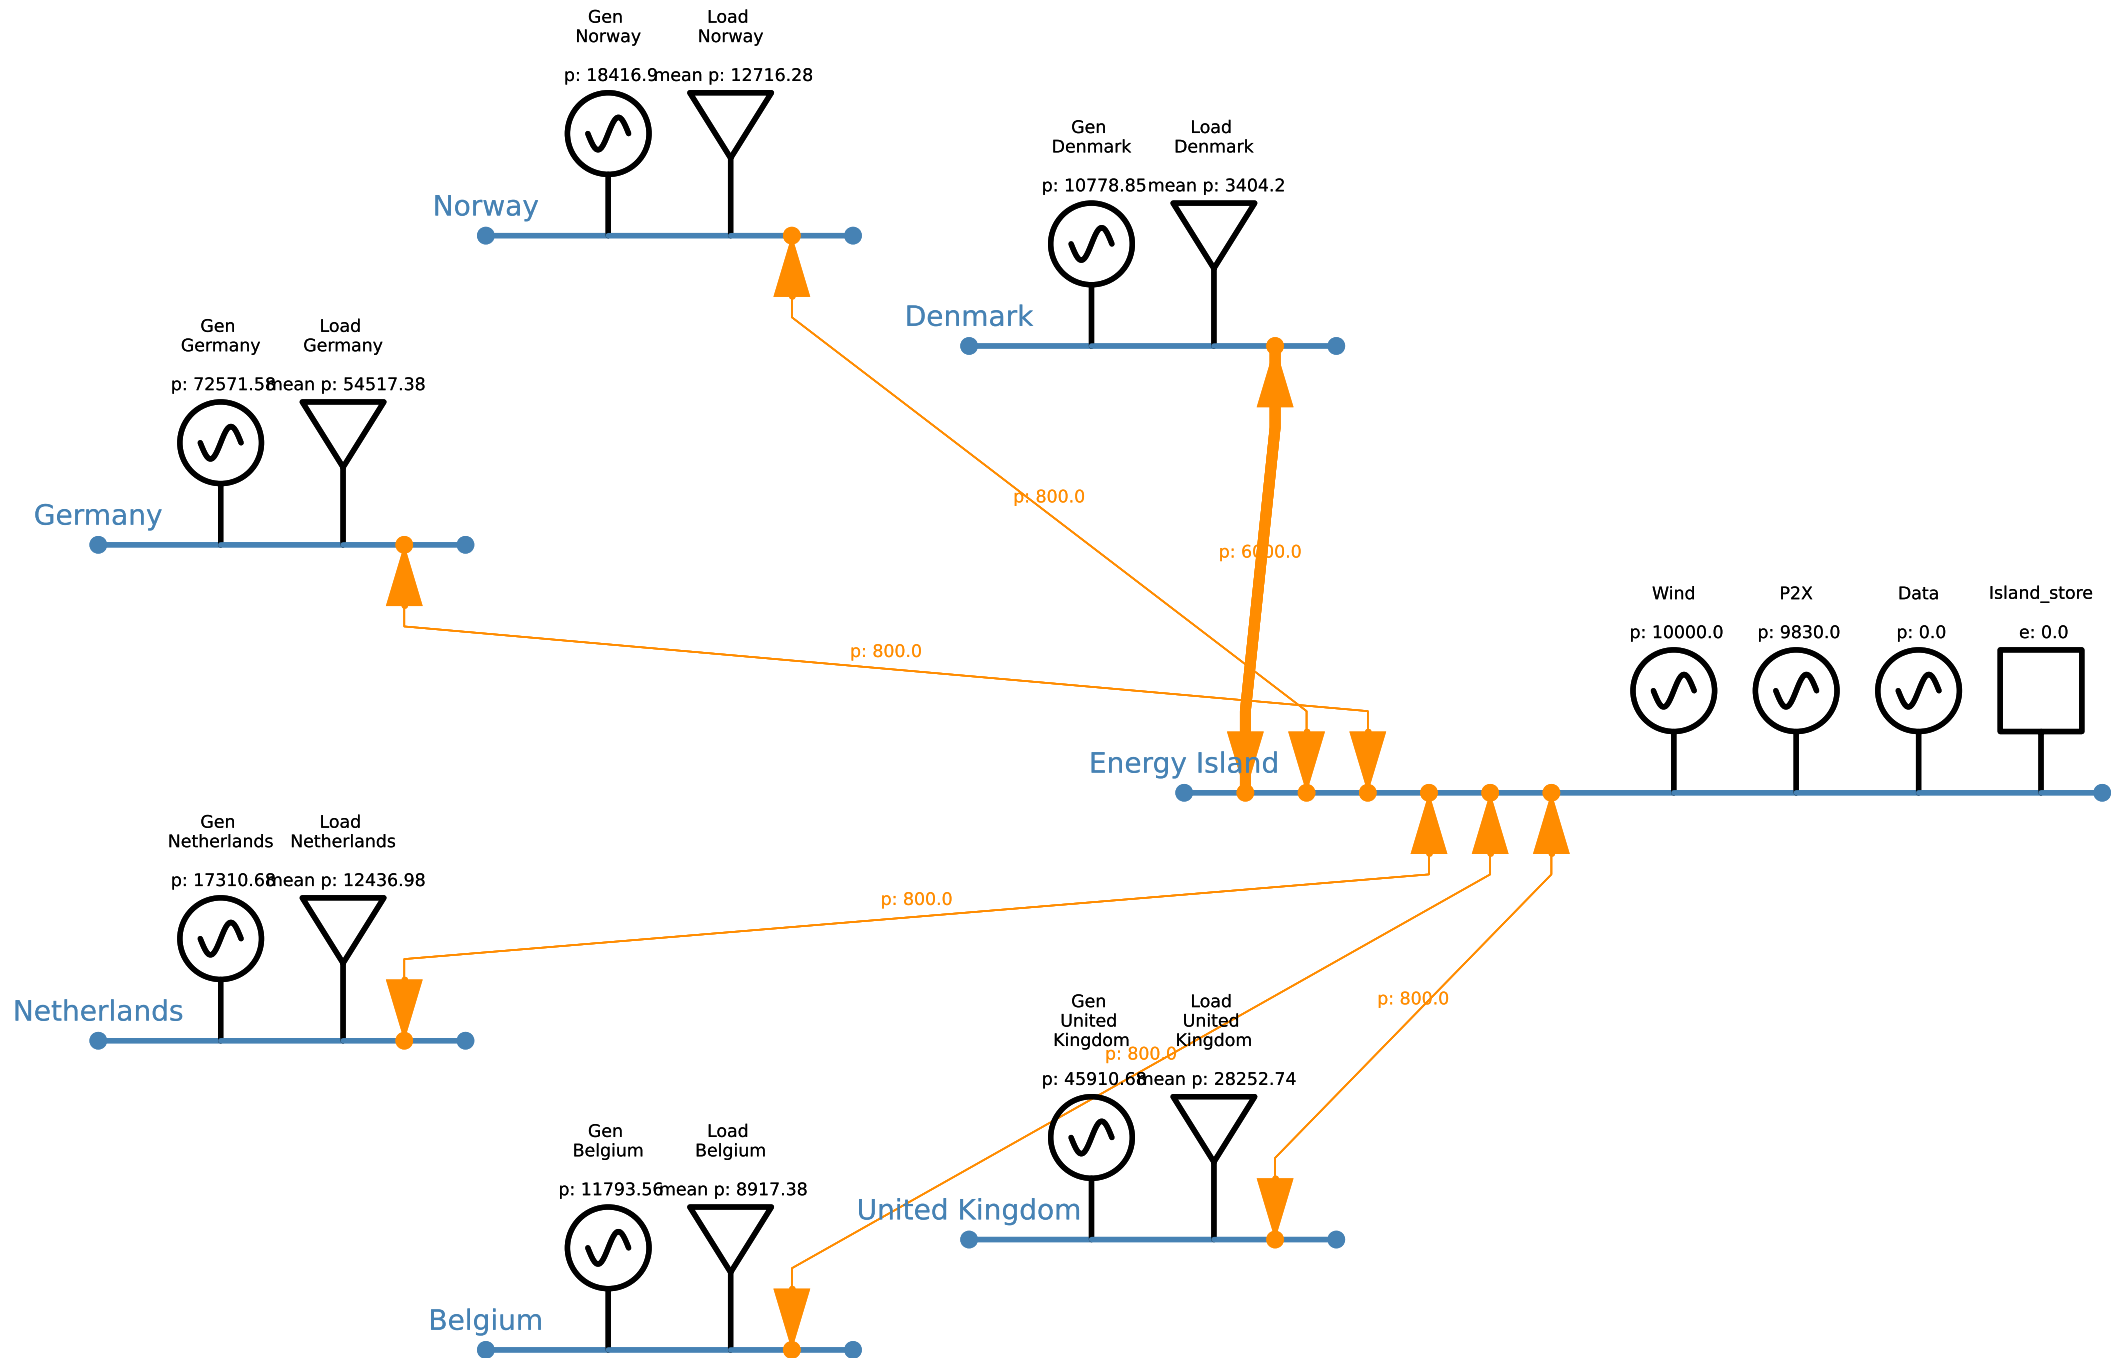 Gen
Norway
p: 18416.9
Load
Norway
mean p: 12716.28
Norway
Gen
Denmark
p: 10778.85
Load
Denmark
mean p: 3404.2
Denmark
Gen
Germany
p: 72571.58
Load
Germany
mean p: 54517.38
Germany
p: 800.0
p: 6000.0
p: 800.0
Wind
p: 10000.0
P2X
p: 9830.0
Data
p: 0.0
Island_store
e: 0.0
Energy Island
Gen
Netherlands
p: 17310.68
Load
Netherlands
mean p: 12436.98
Netherlands
p: 800.0
p: 800.0
p: 800.0
Gen
United
Kingdom
p: 45910.68
Load
United
Kingdom
mean p: 28252.74
United Kingdom
Gen
Belgium
p: 11793.56
Load
Belgium
mean p: 8917.38
Belgium